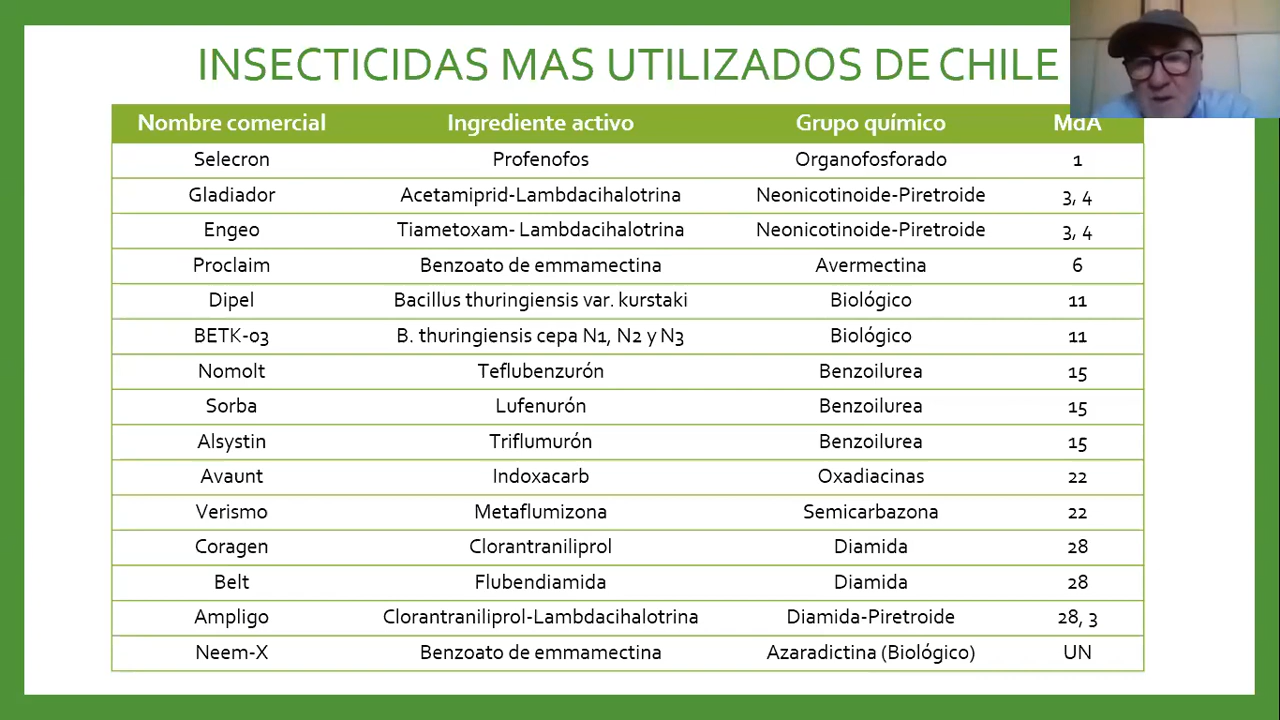 INSECTICIDAS MAS UTILIZADOS DE CHILE
Nombre comercial Ingrediente activo Grupo químico MdA
Selecron Profenofos Organofosforado 1
Gladiador Acetamiprid-Lambdacihalotrina Neonicotinoide-Piretroide 3, 4
Engeo Tiametoxam- Lambdacihalotrina Neonicotinoide-Piretroide 3, 4
Proclaim Benzoato de emmamectina Avermectina 6
Dipel Bacillus thuringiensis var. kurstaki Biológico 11
BETK-03 B. thuringiensis cepa N1, N2 y N3 Biológico 11
Nomolt Teflubenzurón Benzoilurea 15
Sorba Lufenurón Benzoilurea 15
Alsystin Triflumurón Benzoilurea 15
Avaunt Indoxacarb Oxadiacinas 22
Verismo Metaflumizona Semicarbazona 22
Coragen Clorantraniliprol Diamida 28
Belt Flubendiamida Diamida 28
Ampligo Clorantraniliprol-Lambdacihalotrina Diamida-Piretroide 28, 3
Neem-X Benzoato de emmamectina Azaradictina (Biológico) UN